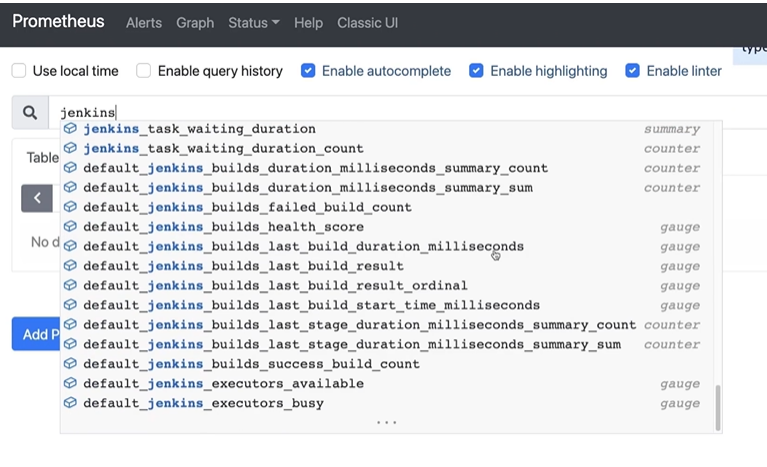 Prometheus Alerts Graph Status Help Classic UI
Use local time Enable query history Enable autocomplete Enable highlighting Enable linter
jenkins
Table
No d
Add P
jenkins_task_waiting_duration summary
jenkins_task_waiting_duration_count counter
default_jenkins_builds_duration_milliseconds_summary_count counter
default_jenkins_builds_duration_milliseconds_summary_sum counter
default_jenkins_builds_failed_build_count
default_jenkins_builds_health_score gauge
default_jenkins_builds_last_build_duration_milliseconds gauge
default_jenkins_builds_last_build_result gauge
default_jenkins_builds_last_build_result_ordinal gauge
default_jenkins_builds_last_build_start_time_milliseconds gauge
default_jenkins_builds_last_stage_duration_milliseconds_summary_count counter
default_jenkins_builds_last_stage_duration_milliseconds_summary_sum counter
default_jenkins_builds_success_build_count
default_jenkins_executors_available gauge
default_jenkins_executors_busy gauge
...